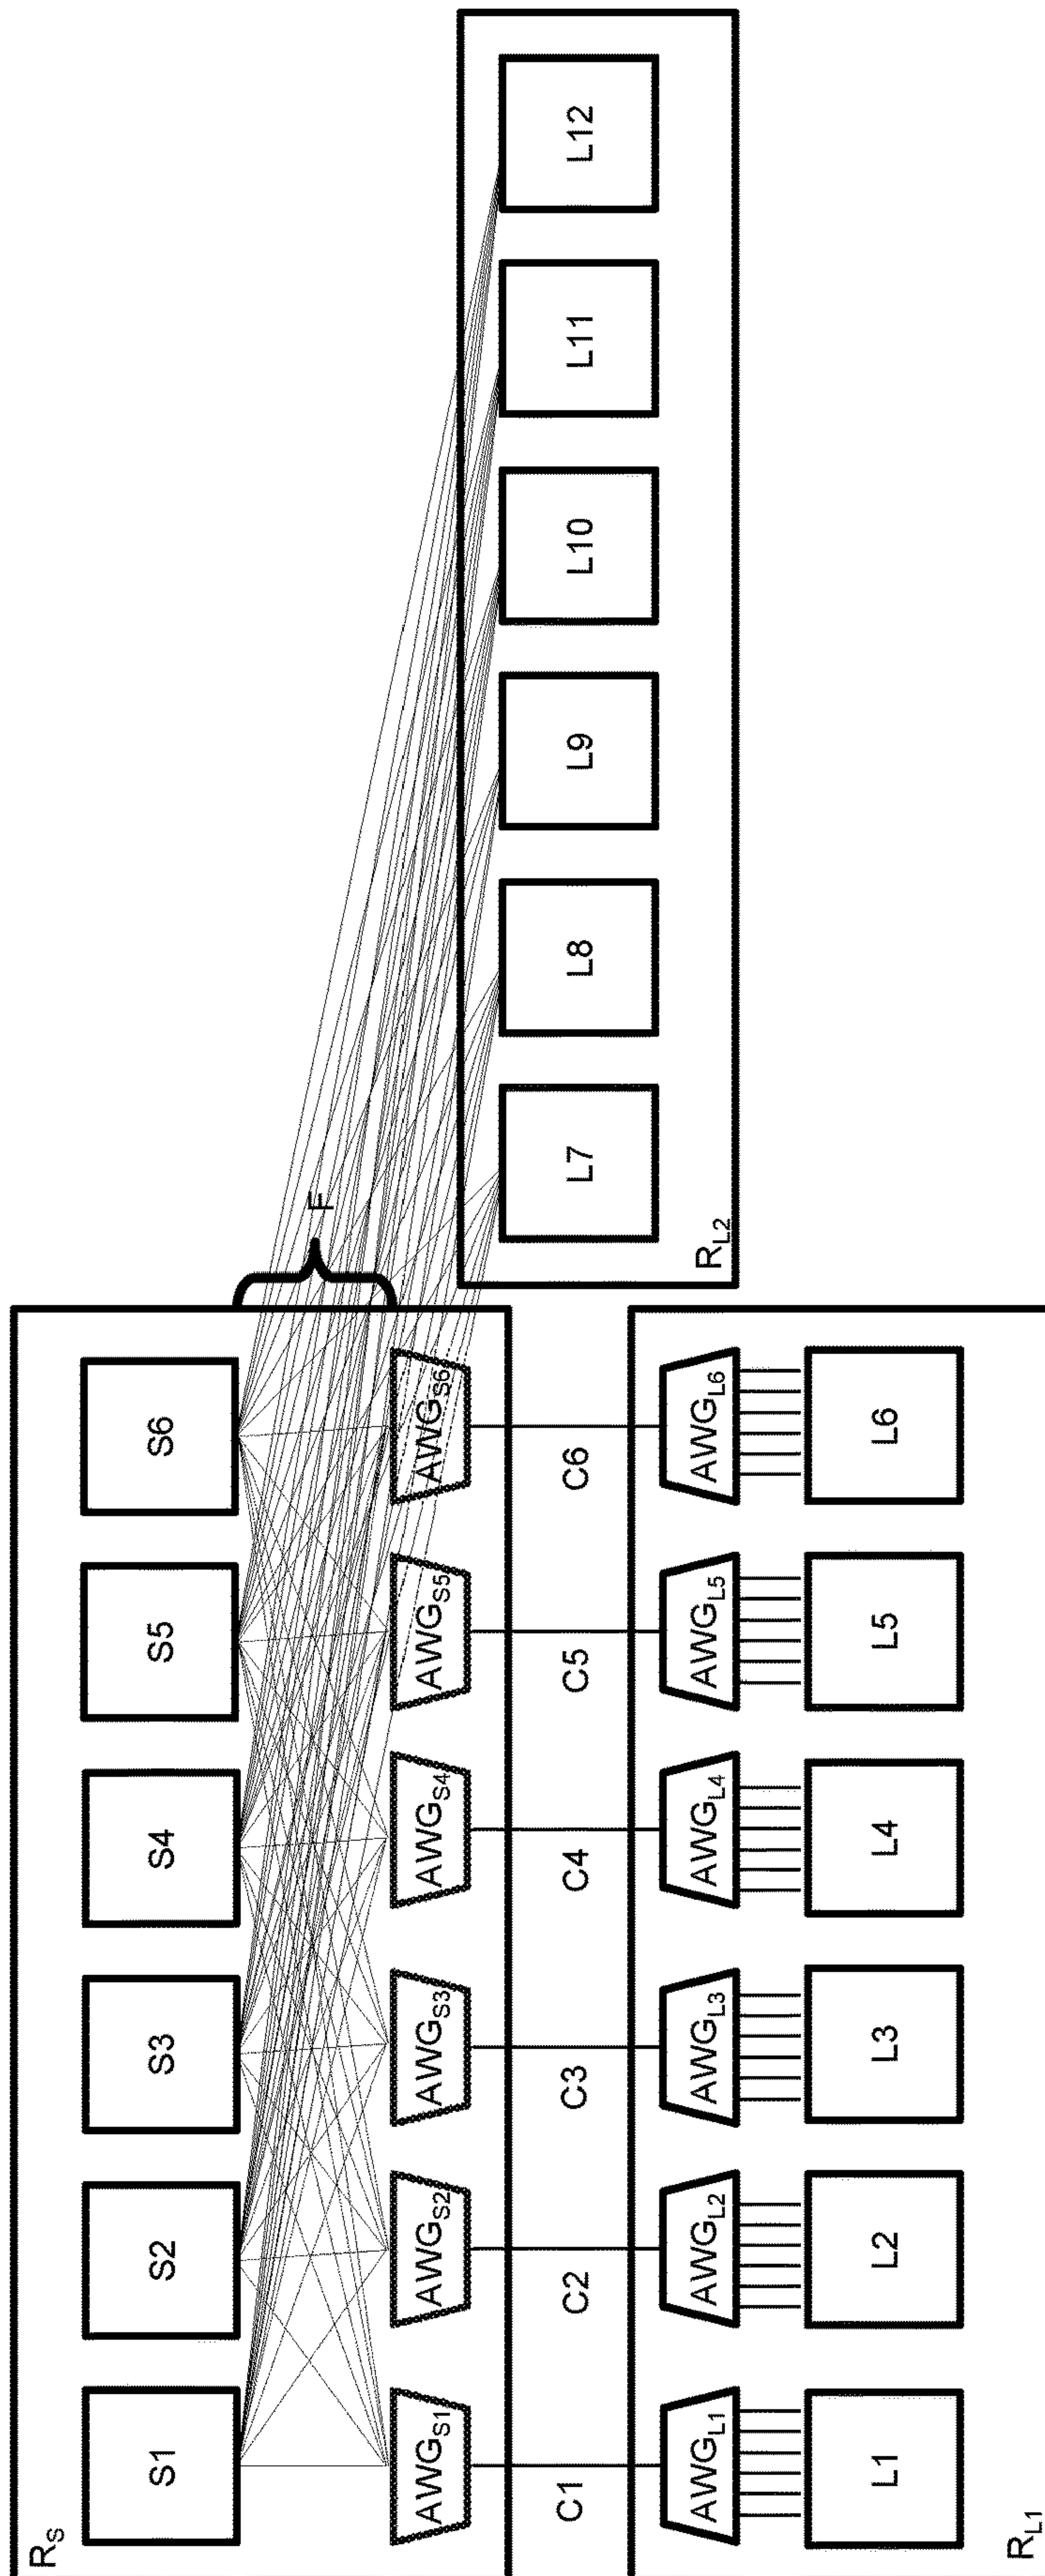 R_S
S1 S2 S3 S4 S5 S6
F
AWG_S1 AWG_S2 AWG_S3 AWG_S4 AWG_S5 AWG_S6
L7 L8 L9 L10 L11 L12
C1 C2 C3 C4 C5 C6
AWG_L1 AWG_L2 AWG_L3 AWG_L4 AWG_L5 AWG_L6
R_L2
L1 L2 L3 L4 L5 L6
R_L1